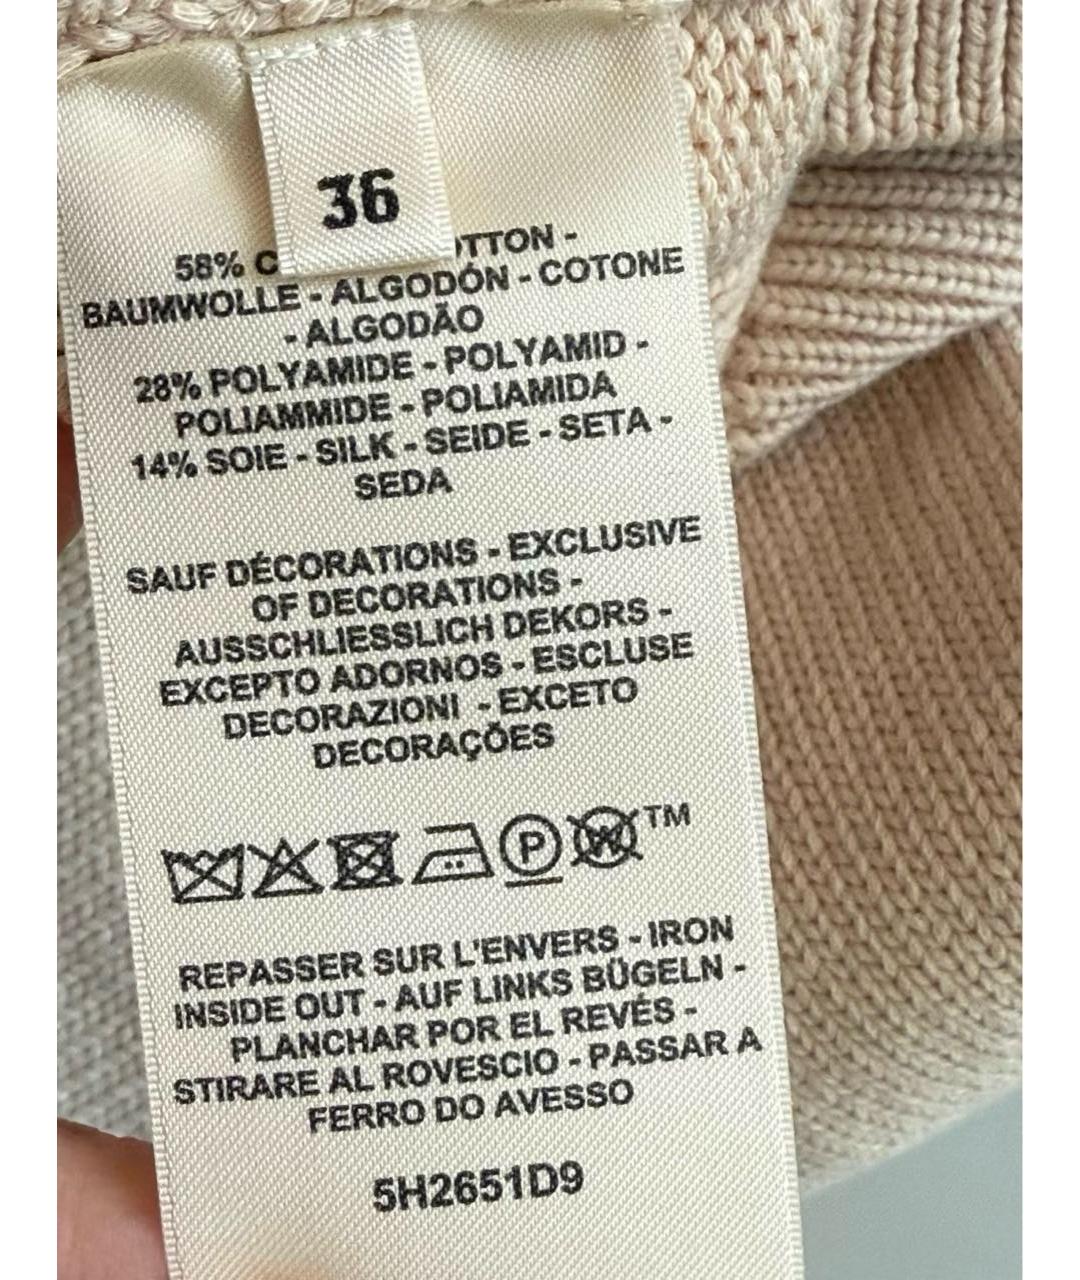 36
58% OTTON -
BAUMWOLLE - ALGODÓN - COTONE
- ALGODÃO
28% POLYAMIDE - POLYAMID -
POLIAMMIDE - POLIAMIDA
14% SOIE - SILK - SEIDE - SETA -
SEDA
SAUF DÉCORATIONS - EXCLUSIVE
OF DECORATIONS -
AUSSCHLIESSLICH DEKORS -
EXCEPTO ADORNOS - ESCLUSE
DECORAZIONI - EXCETO
DECORAÇÕES
P W TM
REPASSER SUR L'ENVERS - IRON
INSIDE OUT - AUF LINKS BÜGELN -
PLANCHAR POR EL REVÉS -
STIRARE AL ROVESCIO - PASSAR A
FERRO DO AVESSO
5H2651D9